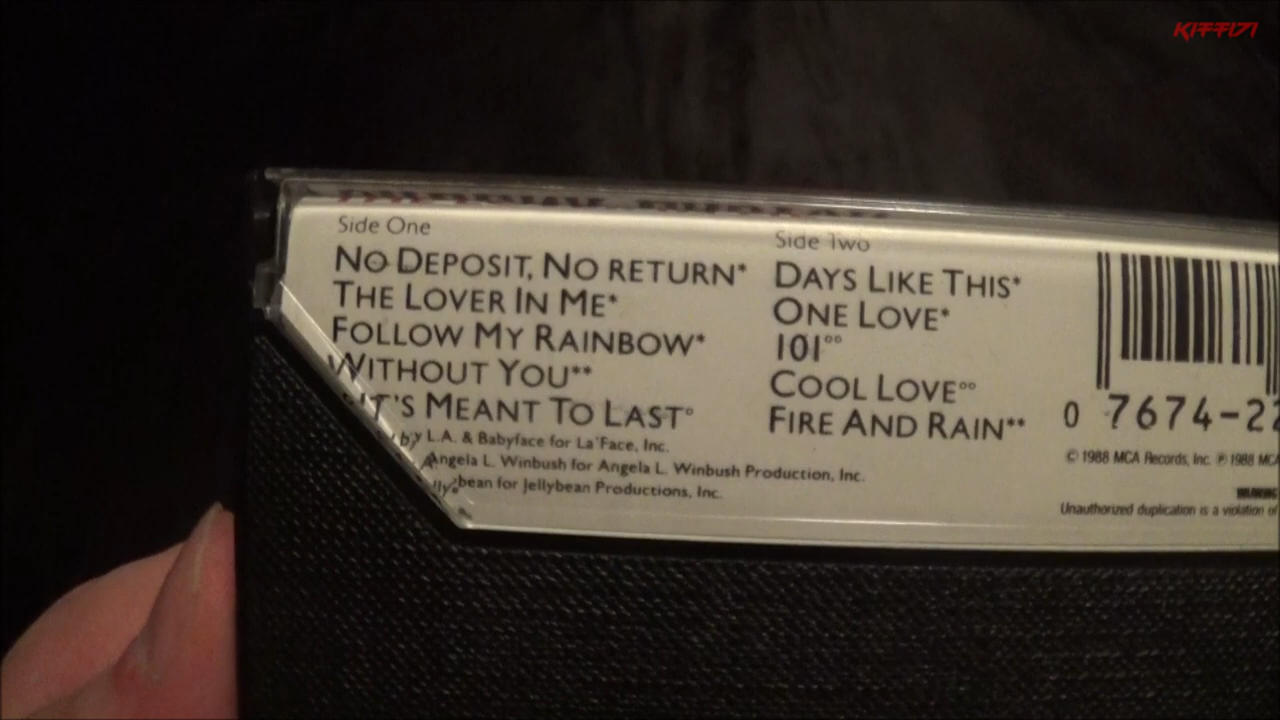 KIFFI71
Side One
NO DEPOSIT, NO RETURN*
THE LOVER IN ME*
FOLLOW MY RAINBOW*
WITHOUT YOU**
IT'S MEANT TO LAST°
by L.A. & Babyface for La'Face, Inc.
Angela L. Winbush for Angela L. Winbush Production, Inc.
bean for Jellybean Productions, Inc.
Side Two
DAYS LIKE THIS*
ONE LOVE*
101°°
COOL LOVE°°
FIRE AND RAIN**
0 7674-22
© 1988 MCA Records, Inc. ℗ 1988 MCA
WARNING
Unauthorized duplication is a violation of